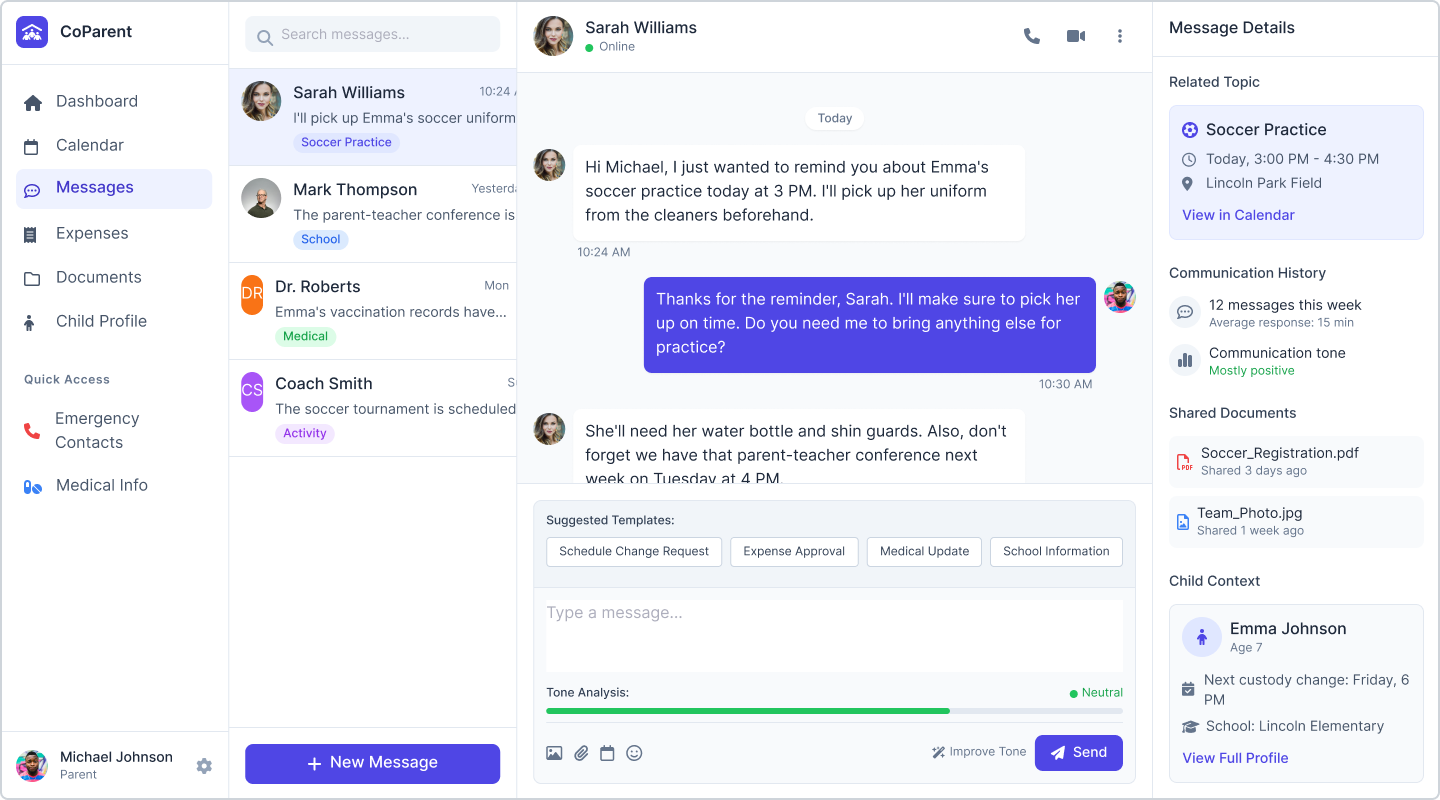 CoParent
Dashboard
Calendar
Messages
Expenses
Documents
Child Profile
Quick Access
Emergency
Contacts
Medical Info
Michael Johnson
Parent
Search messages...
Sarah Williams
10:24
I'll pick up Emma's soccer uniform
Soccer Practice
Mark Thompson
Yesterda
The parent-teacher conference is
School
DR
Dr. Roberts
Mon
Emma's vaccination records have...
Medical
CS
Coach Smith
S
The soccer tournament is scheduled
Activity
+ New Message
Sarah Williams
Online
Today
Hi Michael, I just wanted to remind you about Emma's
soccer practice today at 3 PM. I'll pick up her uniform
from the cleaners beforehand.
10:24 AM
Thanks for the reminder, Sarah. I'll make sure to pick her
up on time. Do you need me to bring anything else for
practice?
10:30 AM
She'll need her water bottle and shin guards. Also, don't
forget we have that parent-teacher conference next
week on Tuesday at 4 PM.
Suggested Templates:
Schedule Change Request
Expense Approval
Medical Update
School Information
Type a message...
Tone Analysis:
Neutral
Improve Tone
Send
Message Details
Related Topic
Soccer Practice
Today, 3:00 PM - 4:30 PM
Lincoln Park Field
View in Calendar
Communication History
12 messages this week
Average response: 15 min
Communication tone
Mostly positive
Shared Documents
PDF
Soccer_Registration.pdf
Shared 3 days ago
Team_Photo.jpg
Shared 1 week ago
Child Context
Emma Johnson
Age 7
Next custody change: Friday, 6
PM
School: Lincoln Elementary
View Full Profile